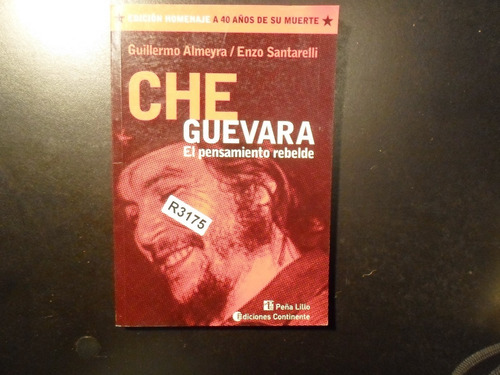 EDICIÓN HOMENAJE A 40 AÑOS DE SU MUERTE
Guillermo Almeyra / Enzo Santarelli
CHE
GUEVARA
El pensamiento rebelde
R3175
Peña Lillo
Ediciones Continente